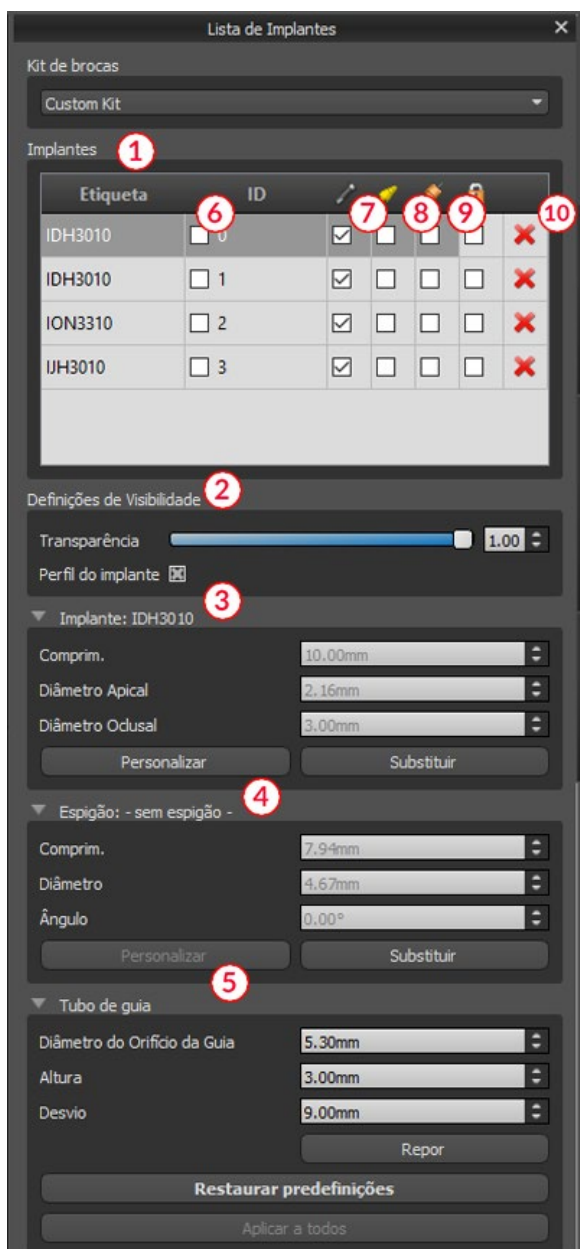 Lista de Implantes
Kit de brocas
Custom Kit
Implantes 1
Etiqueta ID
6 7 8 9 10
IDH3010 0
IDH3010 1
ION3310 2
IJH3010 3
Definições de Visibilidade 2
Transparência 1.00
Perfil do implante
3
Implante: IDH3010
Comprim. 10.00mm
Diâmetro Apical 2.16mm
Diâmetro Oclusal 3.00mm
Personalizar Substituir
4
Espigão: - sem espigão -
Comprim. 7.94mm
Diâmetro 4.67mm
Ângulo 0.00°
Personalizar Substituir
5
Tubo de guia
Diâmetro do Orifício da Guia 5.30mm
Altura 3.00mm
Desvio 9.00mm
Repor
Restaurar predefinições
Aplicar a todos